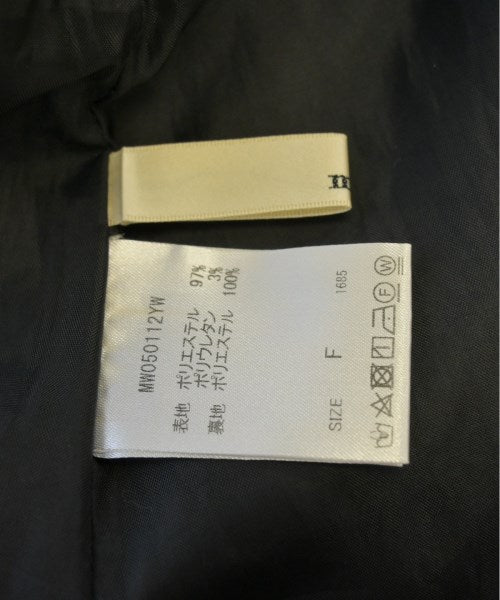 MW050112YW
表地 ポリエステル 97%
ポリウレタン 3%
裏地 ポリエステル 100%
SIZE F 1685
F W